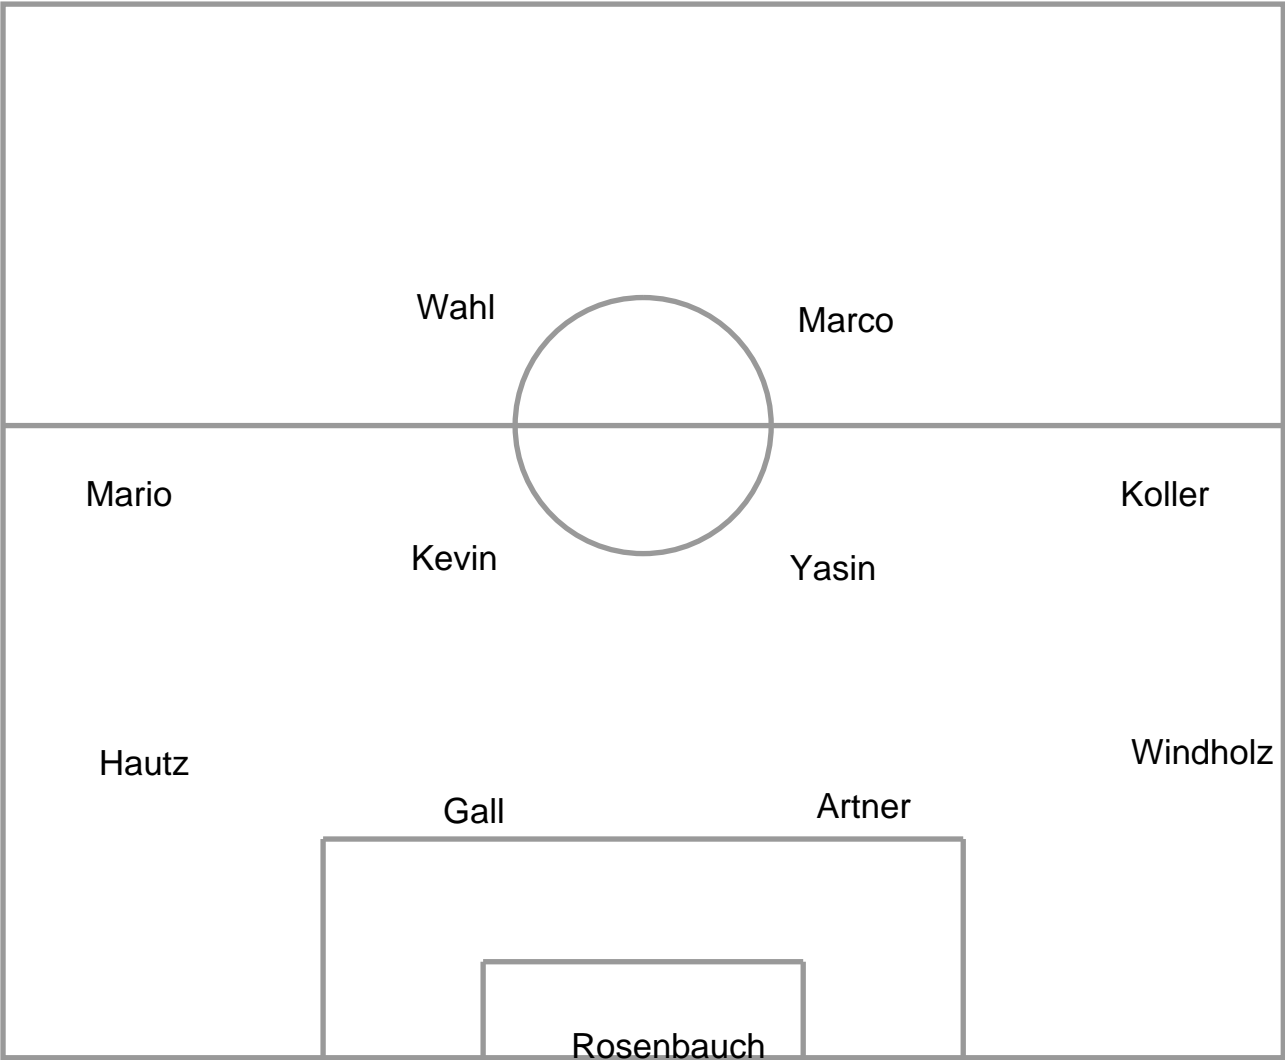 Wahl
Marco
Mario
Koller
Kevin
Yasin
Hautz
Windholz
Gall
Artner
Rosenbauch